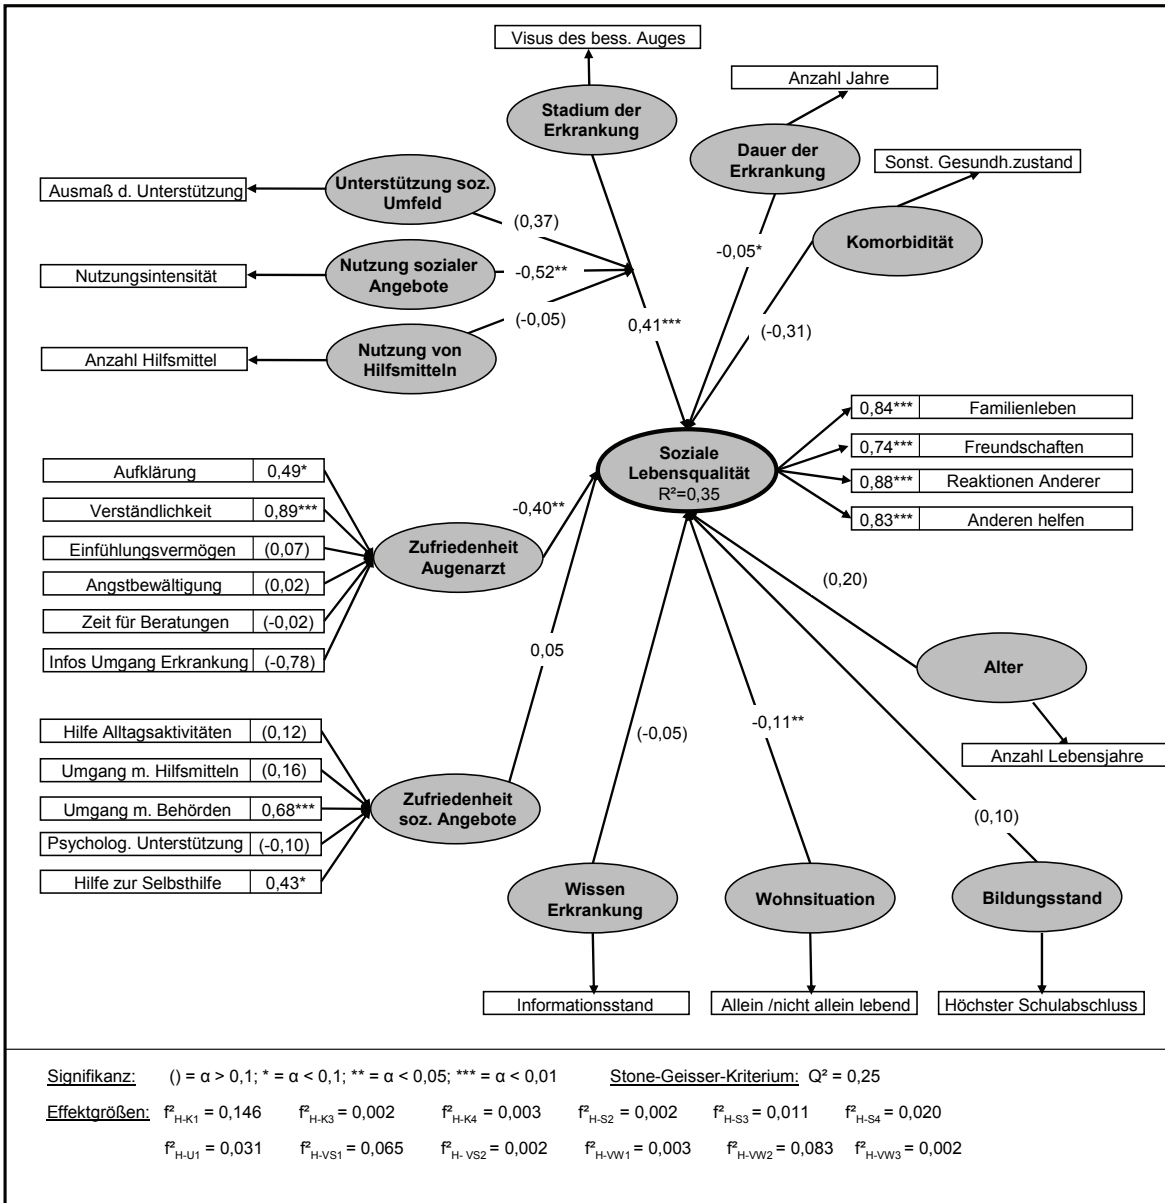 Visus des bess. Auges
Anzahl Jahre
Stadium der
Erkrankung
Dauer der
Erkrankung
Sonst. Gesundh.zustand
Ausmaß d. Unterstützung
Unterstützung soz.
Umfeld
(0,37)
Komorbidität
-0,05*
Nutzungsintensität
Nutzung sozialer
Angebote
-0,52**
(-0,05)
0,41***
(-0,31)
Anzahl Hilfsmittel
Nutzung von
Hilfsmitteln
0,84*** Familienleben
0,74*** Freundschaften
0,88*** Reaktionen Anderer
0,83*** Anderen helfen
Soziale
Lebensqualität
R²=0,35
Aufklärung 0,49*
Verständlichkeit 0,89***
Einfühlungsvermögen (0,07)
Angstbewältigung (0,02)
Zeit für Beratungen (-0,02)
Infos Umgang Erkrankung (-0,78)
Zufriedenheit
Augenarzt
-0,40**
(0,20)
0,05
Alter
Anzahl Lebensjahre
Hilfe Alltagsaktivitäten (0,12)
Umgang m. Hilfsmitteln (0,16)
Umgang m. Behörden 0,68***
Psycholog. Unterstützung (-0,10)
Hilfe zur Selbsthilfe 0,43*
Zufriedenheit
soz. Angebote
(-0,05)
-0,11**
(0,10)
Wissen
Erkrankung
Wohnsituation
Bildungsstand
Informationsstand
Allein /nicht allein lebend
Höchster Schulabschluss
Signifikanz: () = α > 0,1; * = α < 0,1; ** = α < 0,05; *** = α < 0,01 Stone-Geisser-Kriterium: Q² = 0,25
Effektgrößen: f²H-K1 = 0,146 f²H-K3 = 0,002 f²H-K4 = 0,003 f²H-S2 = 0,002 f²H-S3 = 0,011 f²H-S4 = 0,020
f²H-U1 = 0,031 f²H-VS1 = 0,065 f²H- VS2 = 0,002 f²H-VW1 = 0,003 f²H-VW2 = 0,083 f²H-VW3 = 0,002